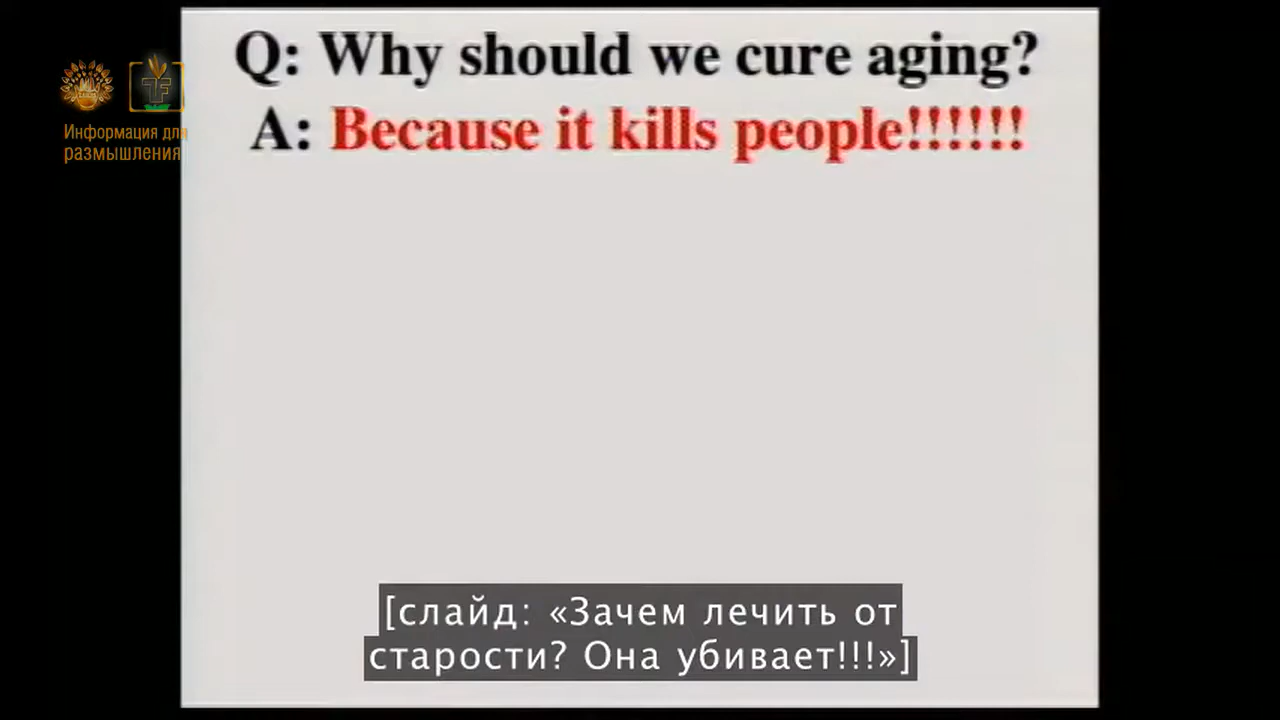 Q: Why should we cure aging?
A: Because it kills people!!!!!!
Информация для
размышления
[слайд: «Зачем лечить от
старости? Она убивает!!!»]